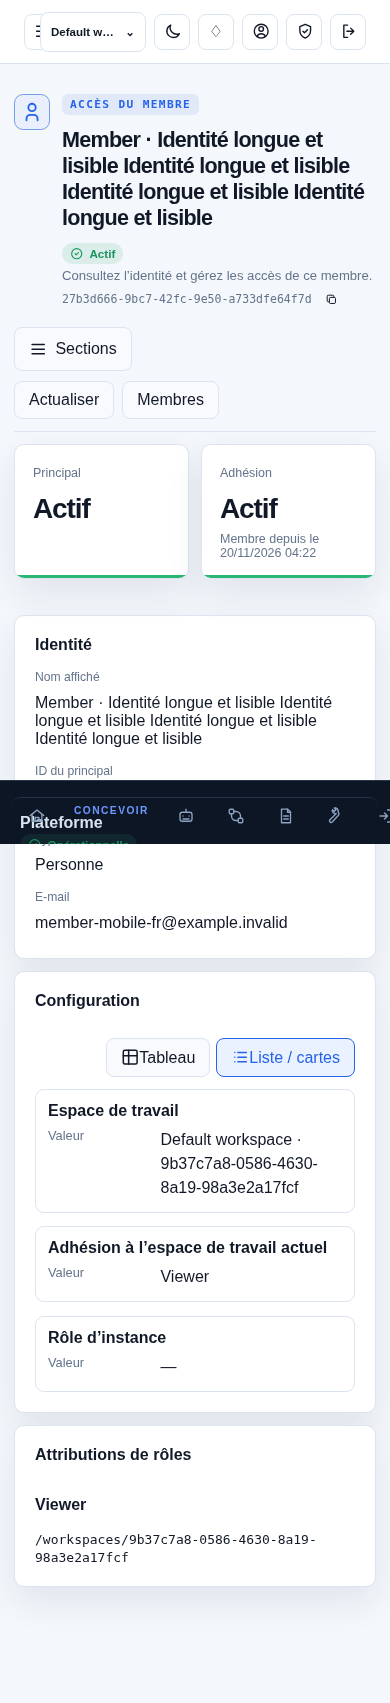 Default w...
ACCÈS DU MEMBRE
Member · Identité longue et
lisible Identité longue et lisible
Identité longue et lisible Identité
longue et lisible
Actif
Consultez l’identité et gérez les accès de ce membre.
27b3d666-9bc7-42fc-9e50-a733dfe64f7d
Sections
Actualiser
Membres
Principal
Actif
Adhésion
Actif
Membre depuis le
20/11/2026 04:22
Identité
Nom affiché
Member · Identité longue et lisible Identité
longue et lisible Identité longue et lisible
Identité longue et lisible
ID du principal
CONCEVOIR
Plateforme
Opérationnelle
Personne
E-mail
member-mobile-fr@example.invalid
Configuration
Tableau
Liste / cartes
Espace de travail
Valeur
Default workspace ·
9b37c7a8-0586-4630-
8a19-98a3e2a17fcf
Adhésion à l’espace de travail actuel
Valeur
Viewer
Rôle d’instance
Valeur
—
Attributions de rôles
Viewer
/workspaces/9b37c7a8-0586-4630-8a19-
98a3e2a17fcf